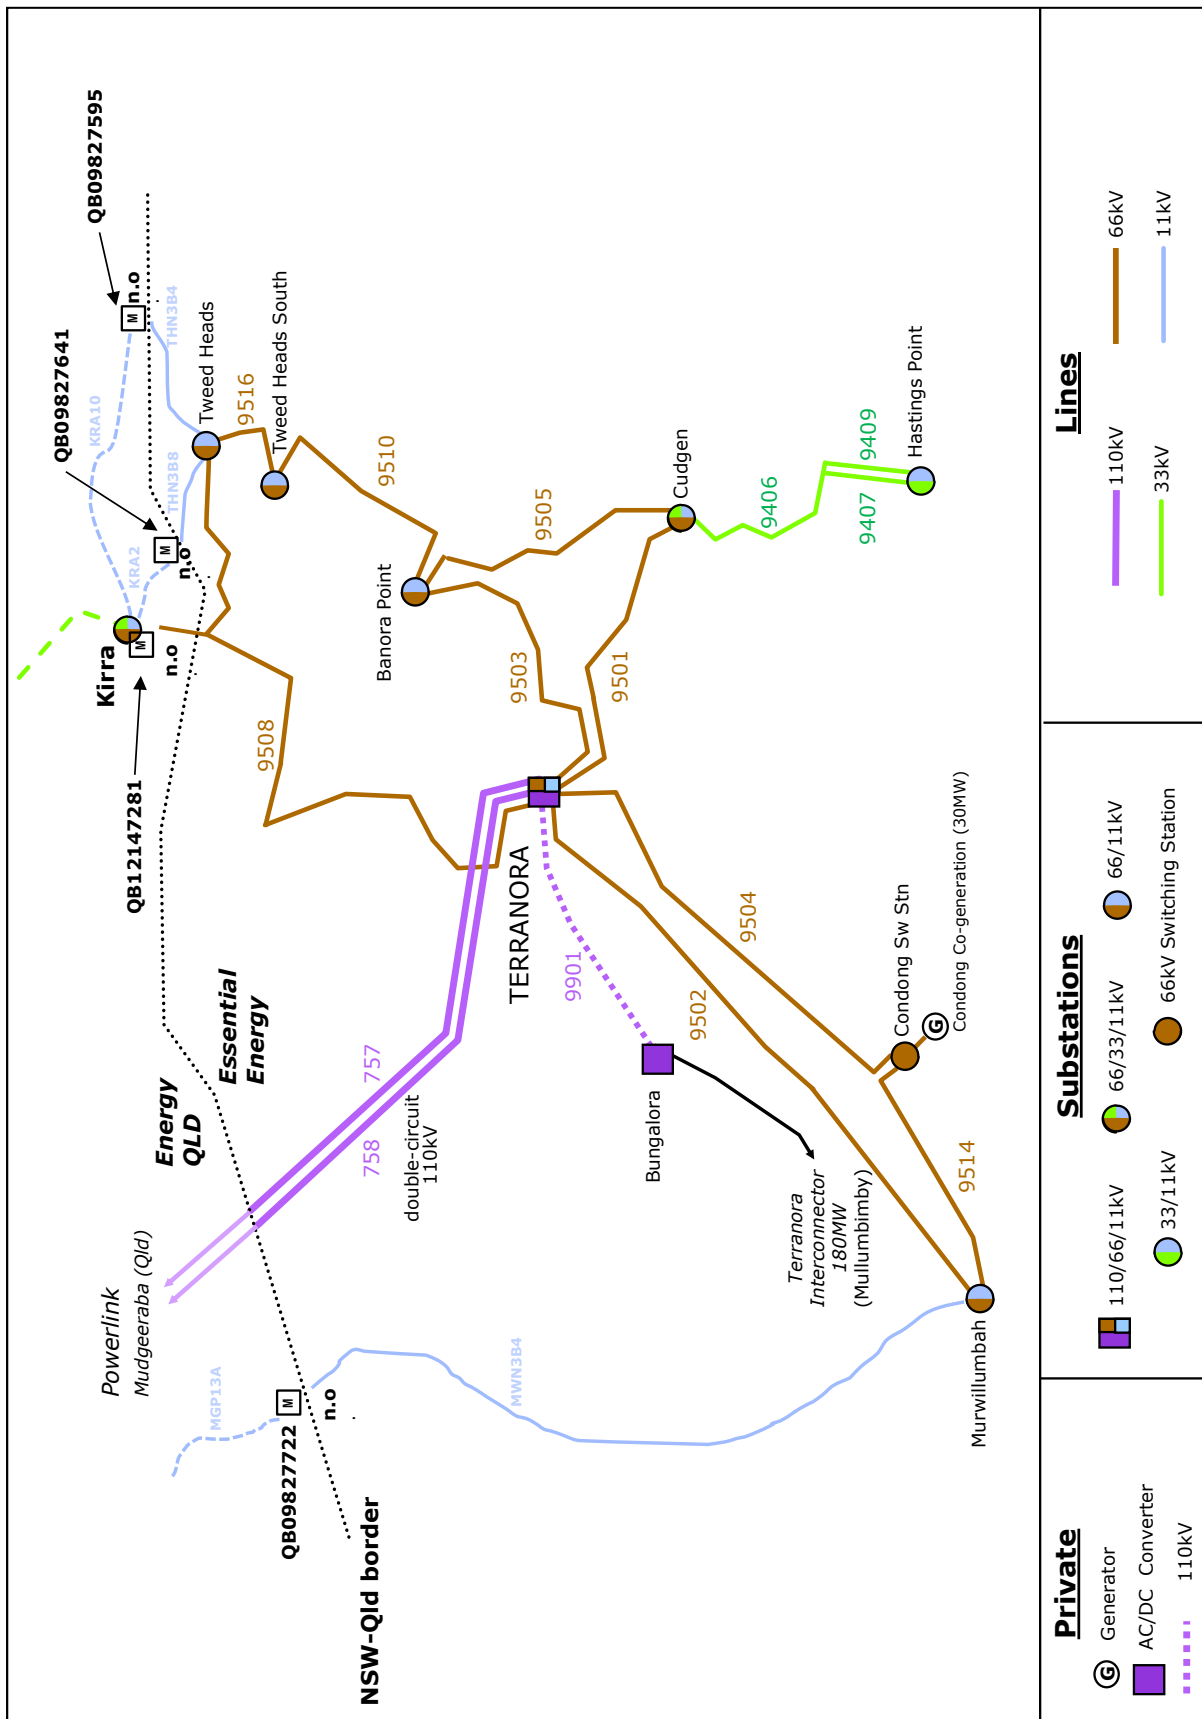 NSW-Qld border
QB09827722
M
n.o
MGP13A
MWN3B4
Murwillumbah
Powerlink
Mudgeeraba (Qld)
Energy
QLD
Essential
Energy
758
757
double-circuit
110kV
Bungalora
Terranora
Interconnector
180MW
(Mullumbimby)
9514
9502
9504
9901
Condong Sw Stn
G
Condong Co-generation (30MW)
TERRANORA
QB12147281
Kirra
M
n.o
9508
9503
9501
Banora Point
KRA2
KRA10
QB09827641
M
n.o
THN3B8
QB09827595
M
n.o
THN3B4
Tweed Heads
9516
Tweed Heads South
9510
9505
Cudgen
9406
9407
9409
Hastings Point
Private
G Generator
AC/DC Converter
110kV
Substations
110/66/11kV
66/33/11kV
66/11kV
33/11kV
66kV Switching Station
Lines
110kV
66kV
33kV
11kV